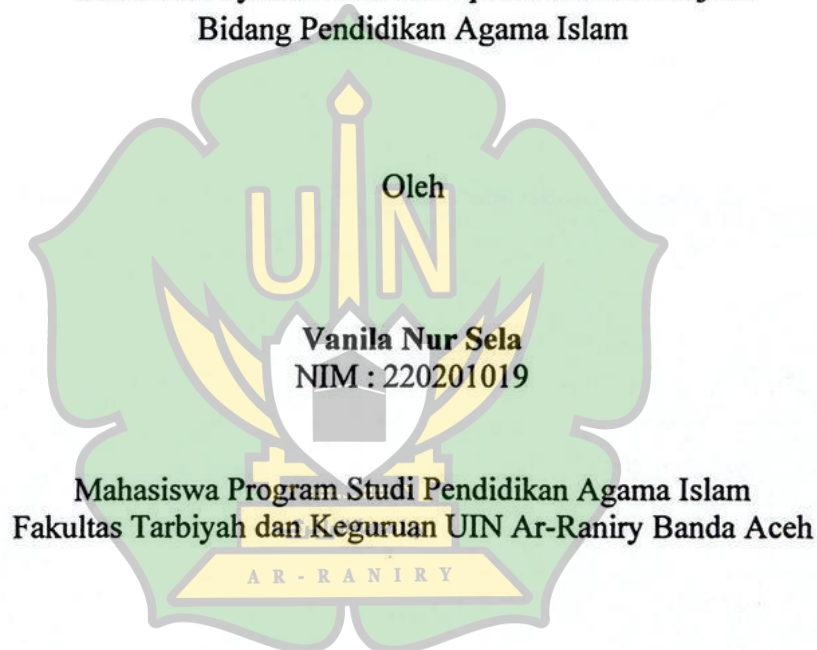 Bidang Pendidikan Agama Islam
Oleh
UIN
Vanila Nur Sela
NIM : 220201019
Mahasiswa Program Studi Pendidikan Agama Islam
Fakultas Tarbiyah dan Keguruan UIN Ar-Raniry Banda Aceh
AR-RANIRY